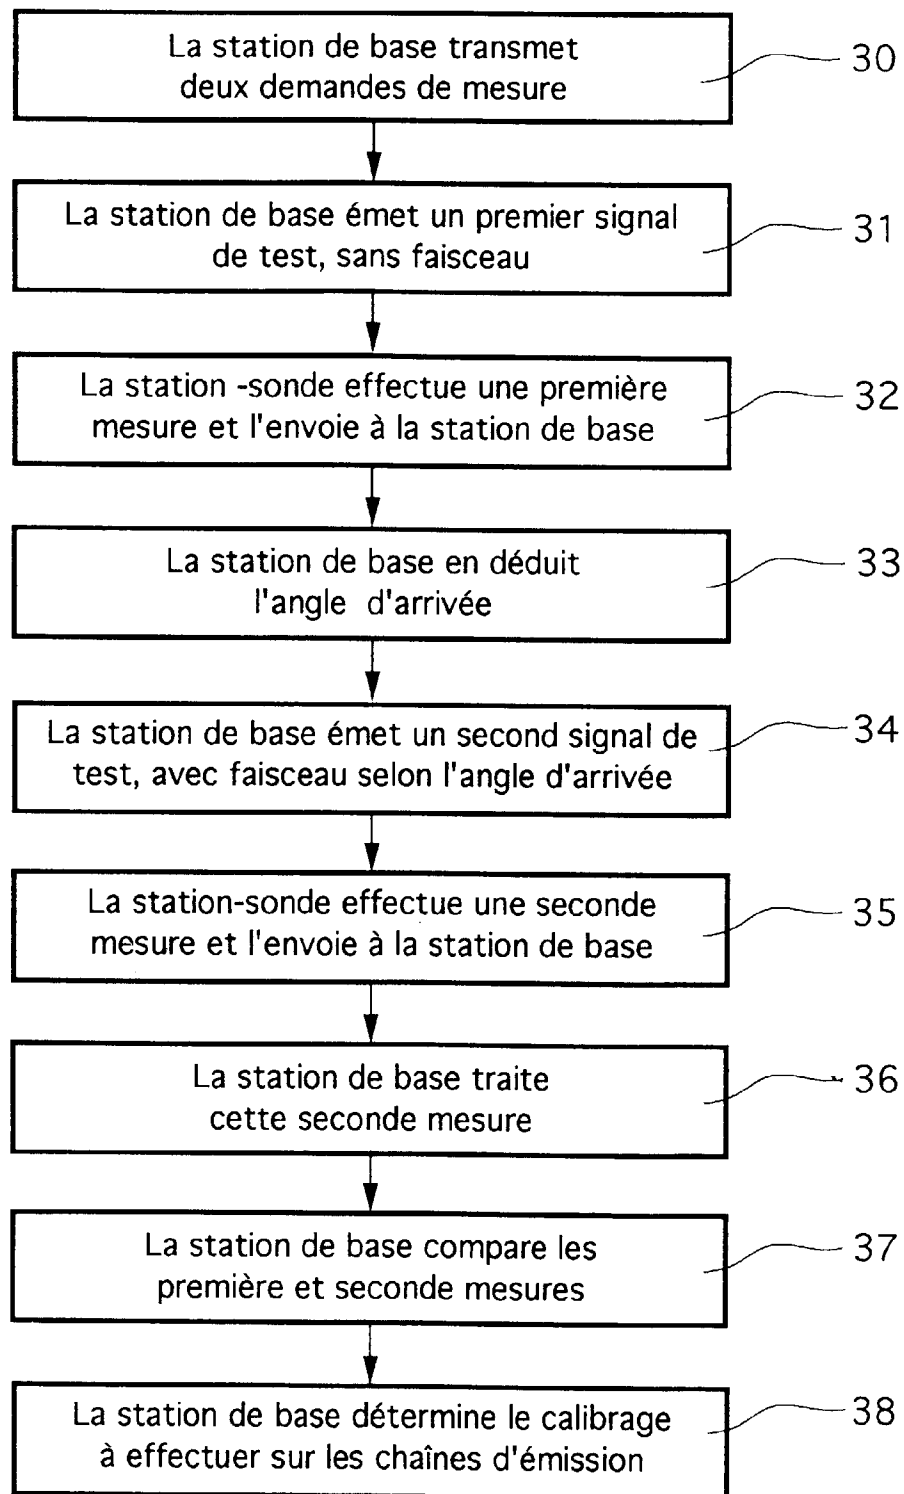 La station de base transmet
deux demandes de mesure
30
La station de base émet un premier signal
de test, sans faisceau
31
La station -sonde effectue une première
mesure et l'envoie à la station de base
32
La station de base en déduit
l'angle d'arrivée
33
La station de base émet un second signal de
test, avec faisceau selon l'angle d'arrivée
34
La station-sonde effectue une seconde
mesure et l'envoie à la station de base
35
La station de base traite
cette seconde mesure
36
La station de base compare les
première et seconde mesures
37
La station de base détermine le calibrage
à effectuer sur les chaînes d'émission
38